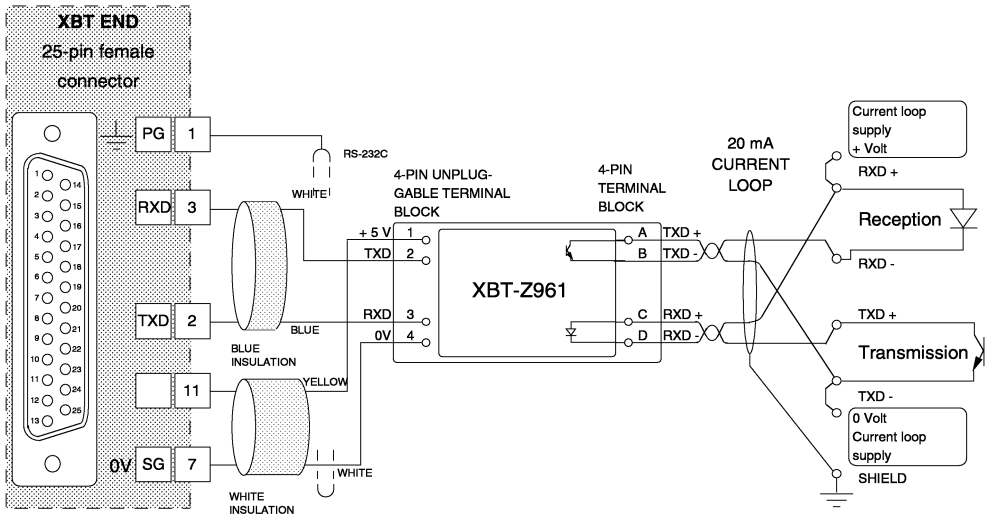 XBT END
25-pin female
connector
PG 1
RS-232C
WHITE
RXD 3
TXD 2
BLUE
BLUE
INSULATION
11
YELLOW
0V SG 7
WHITE
WHITE
INSULATION
1
2
3
4
5
6
7
8
9
10
11
12
13
14
15
16
17
18
19
20
21
22
23
24
25
4-PIN UNPLUG-
GABLE TERMINAL
BLOCK
+ 5 V 1
TXD 2
RXD 3
0V 4
XBT-Z961
4-PIN
TERMINAL
BLOCK
A TXD +
B TXD -
C RXD +
D RXD -
20 mA
CURRENT
LOOP
Current loop
supply
+ Volt
RXD +
Reception
RXD -
TXD +
Transmission
TXD -
0 Volt
Current loop
supply
SHIELD